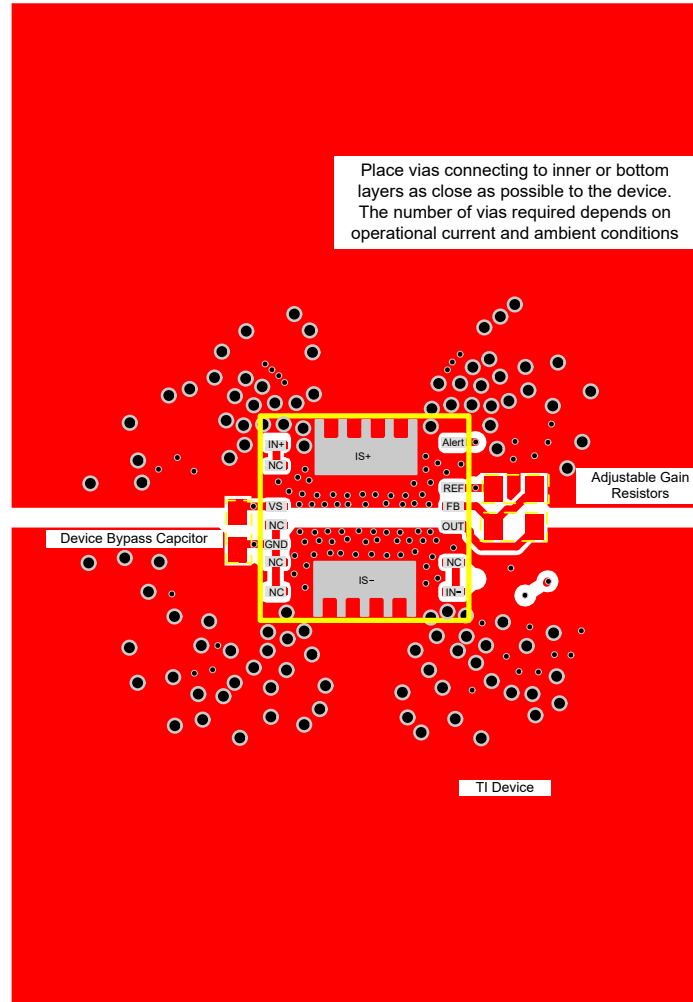 Place vias connecting to inner or bottom
layers as close as possible to the device.
The number of vias required depends on
operational current and ambient conditions
IN+
NC
IS+
Alert
REF
Adjustable Gain
Resistors
VS
FB
NC
OUT
Device Bypass Capcitor
GND
NC
NC
IS−
NC
IN−
TI Device